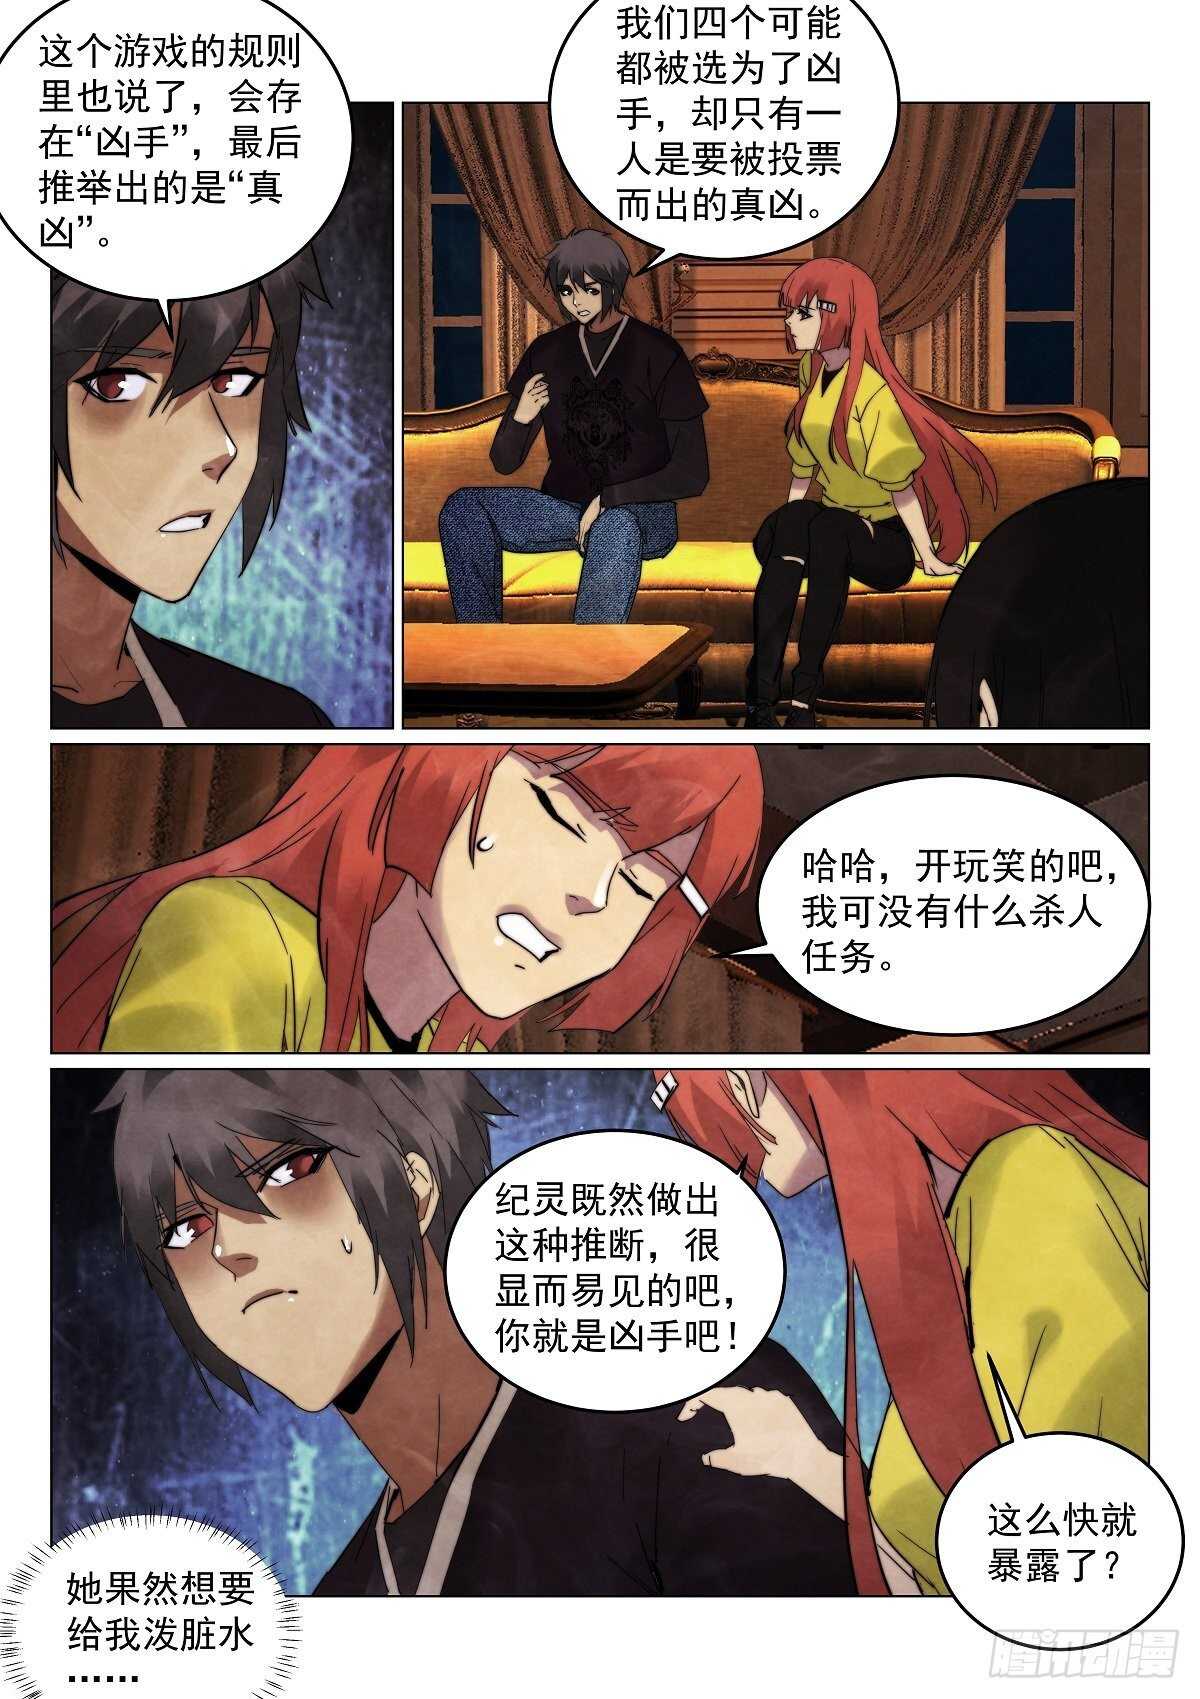 这个游戏的规则
里也说了，会存
在“凶手”，最后
推举出的是“真
凶”。
我们四个可能
都被选为了凶
手，却只有一
人是要被投票
而出的真凶。
哈哈，开玩笑的吧，
我可没有什么杀人
任务。
纪灵既然做出
这种推断，很
显而易见的吧，
你就是凶手吧！
这么快就
暴露了？
她果然想要
给我泼脏水
……
腾讯动漫